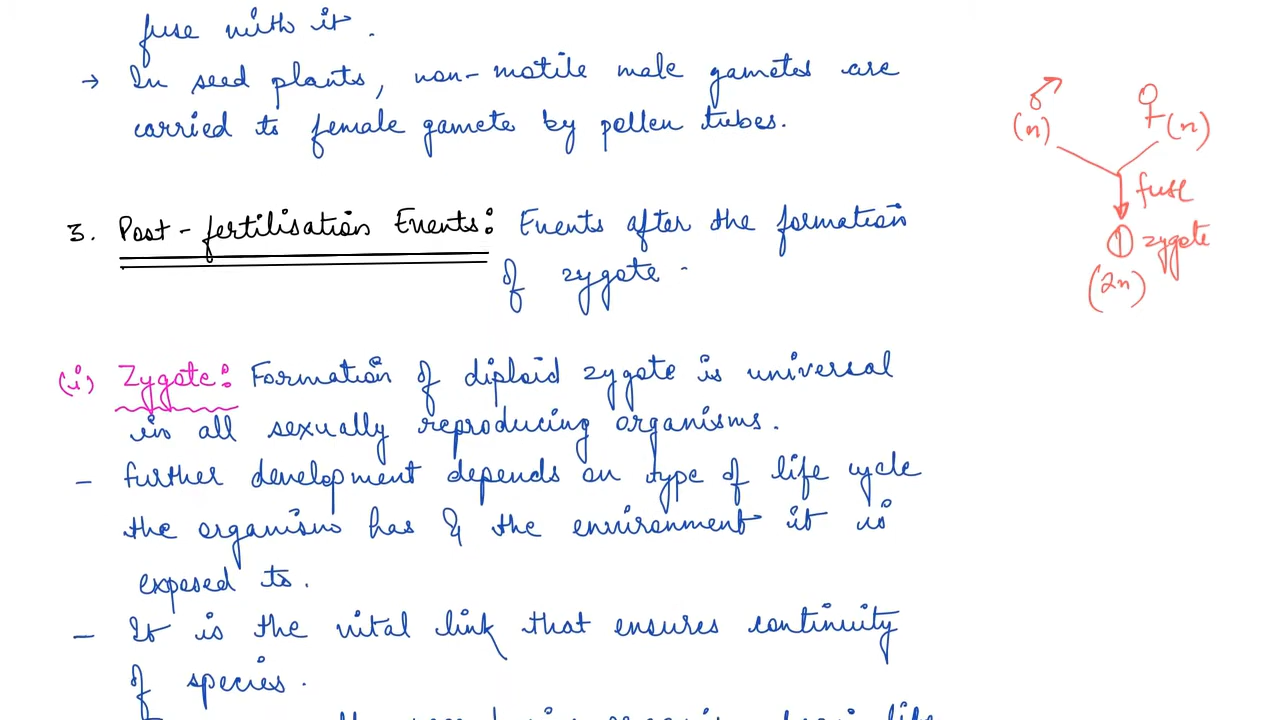 fuse with it.
→ In seed plants, non-motile male gametes are
carried to female gamete by pollen tubes.
♂ ♀
(n) (n)
fuse
zygote
(2n)
3. Post-fertilisation Events: Events after the formation
of zygote.
(i) Zygote: Formation of diploid zygote is universal
in all sexually reproducing organisms.
- further development depends on type of life cycle
the organism has & the environment it is
exposed to.
- It is the vital link that ensures continuity
of species.